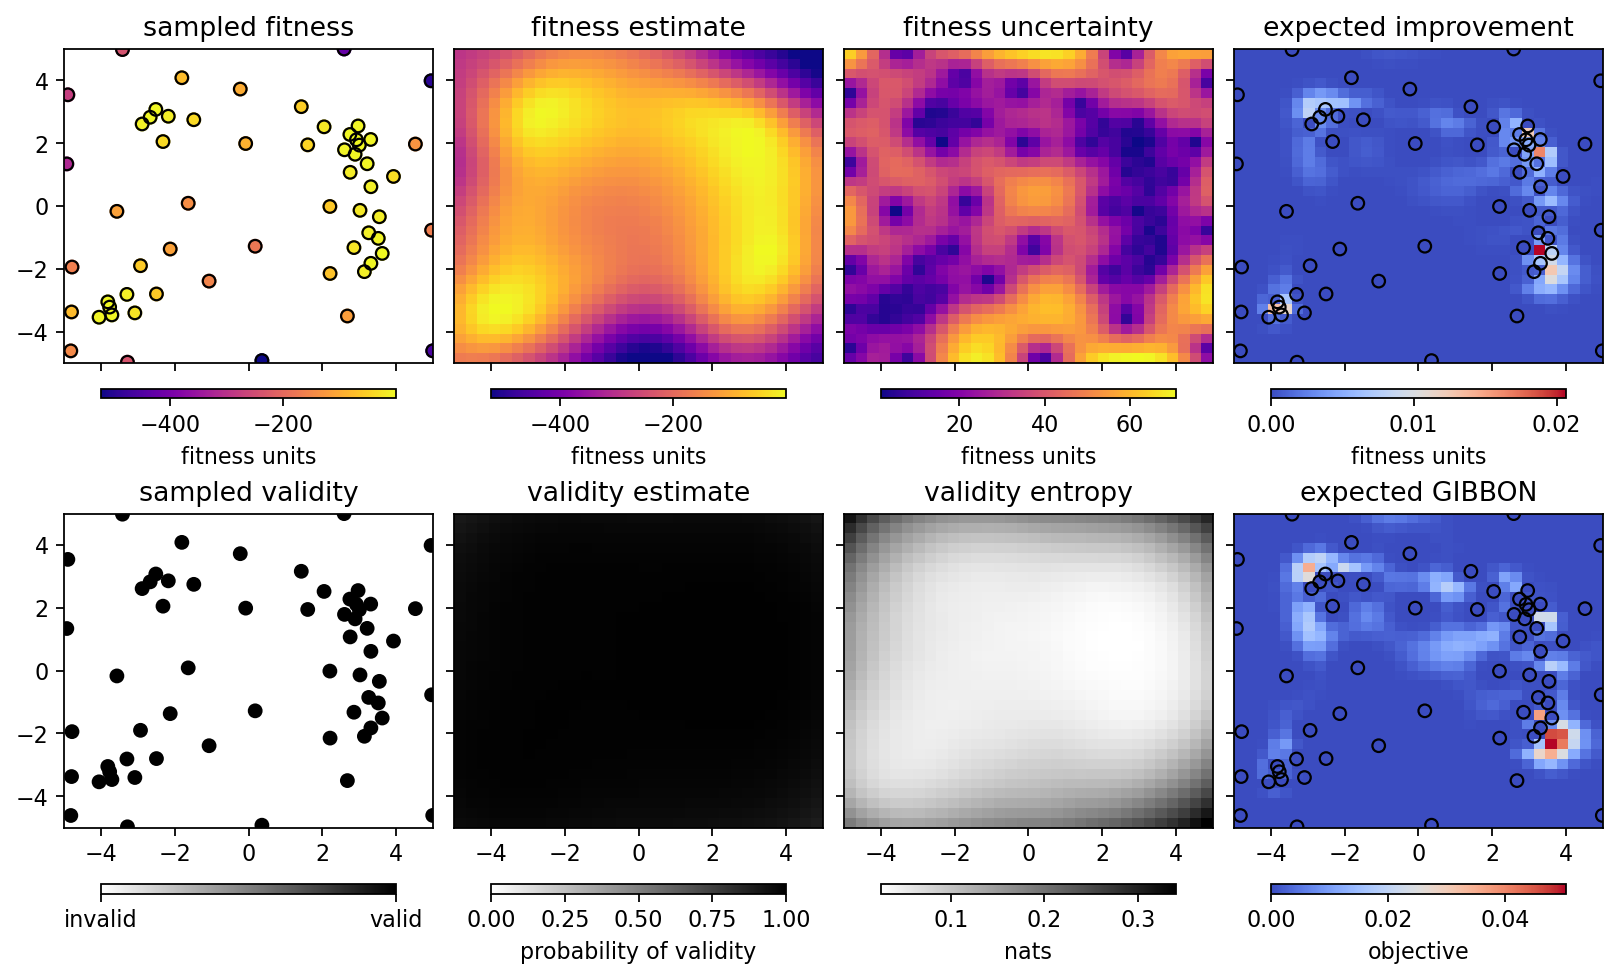 sampled fitness
fitness estimate
fitness uncertainty
expected improvement
4
2
0
−2
−4
−400 −200
−400 −200
20 40 60
0.00 0.01 0.02
fitness units
fitness units
fitness units
fitness units
sampled validity
validity estimate
validity entropy
expected GIBBON
4
2
0
−2
−4
−4 −2 0 2 4
−4 −2 0 2 4
−4 −2 0 2 4
−4 −2 0 2 4
invalid valid
0.00 0.25 0.50 0.75 1.00
0.1 0.2 0.3
0.00 0.02 0.04
probability of validity
nats
objective